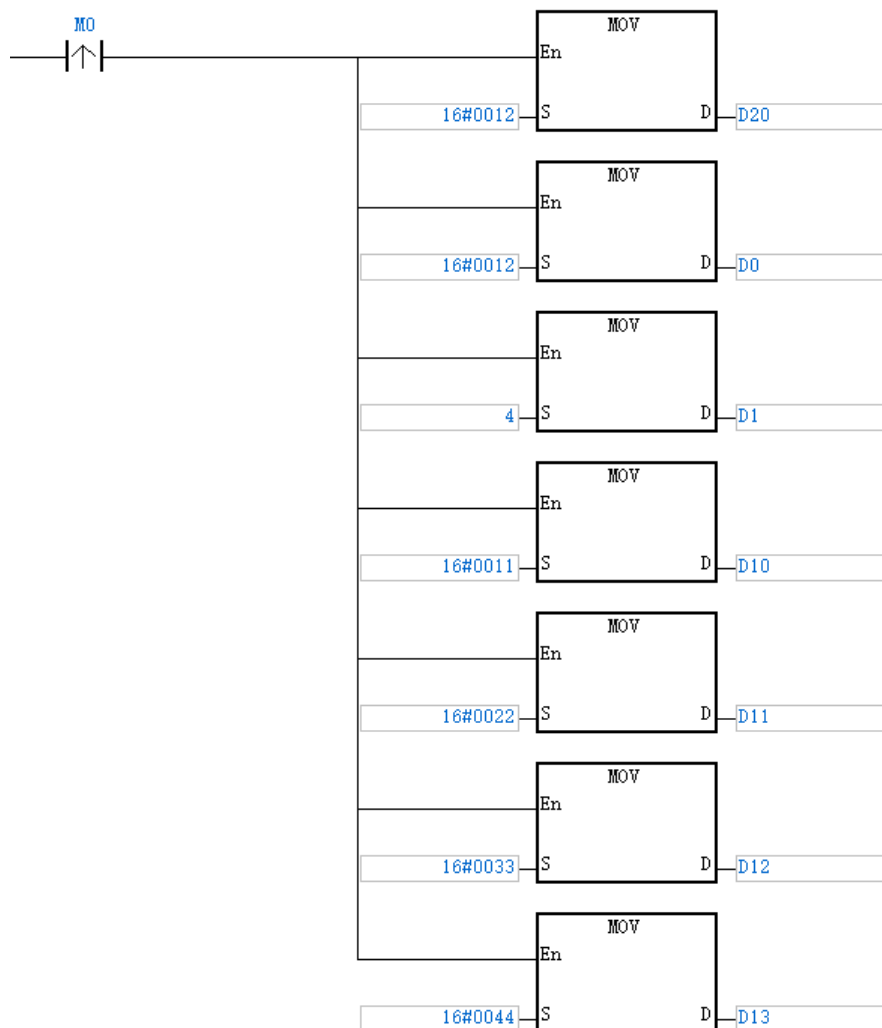 M0
MOV
En
16#0012 S D D20
MOV
En
16#0012 S D D0
MOV
En
4 S D D1
MOV
En
16#0011 S D D10
MOV
En
16#0022 S D D11
MOV
En
16#0033 S D D12
MOV
En
16#0044 S D D13